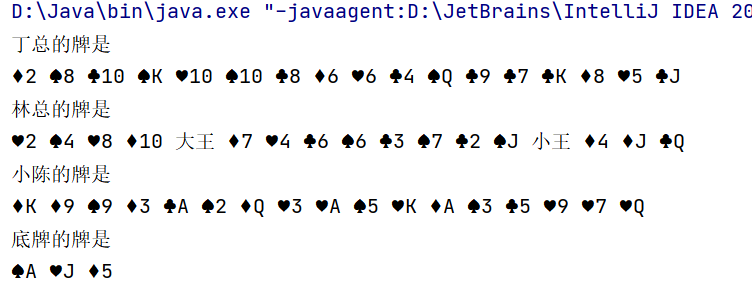 D:\Java\bin\java.exe "-javaagent:D:\JetBrains\IntelliJ IDEA 20
丁总的牌是
♦2 ♠8 ♣10 ♠K ♥10 ♠10 ♣8 ♦6 ♥6 ♣4 ♠Q ♣9 ♣7 ♣K ♦8 ♥5 ♣J
林总的牌是
♥2 ♠4 ♥8 ♦10 大王 ♦7 ♥4 ♣6 ♠6 ♣3 ♠7 ♣2 ♠J 小王 ♦4 ♦J ♣Q
小陈的牌是
♦K ♦9 ♠9 ♦3 ♣A ♠2 ♦Q ♥3 ♥A ♠5 ♥K ♦A ♠3 ♣5 ♥9 ♥7 ♥Q
底牌的牌是
♠A ♥J ♦5